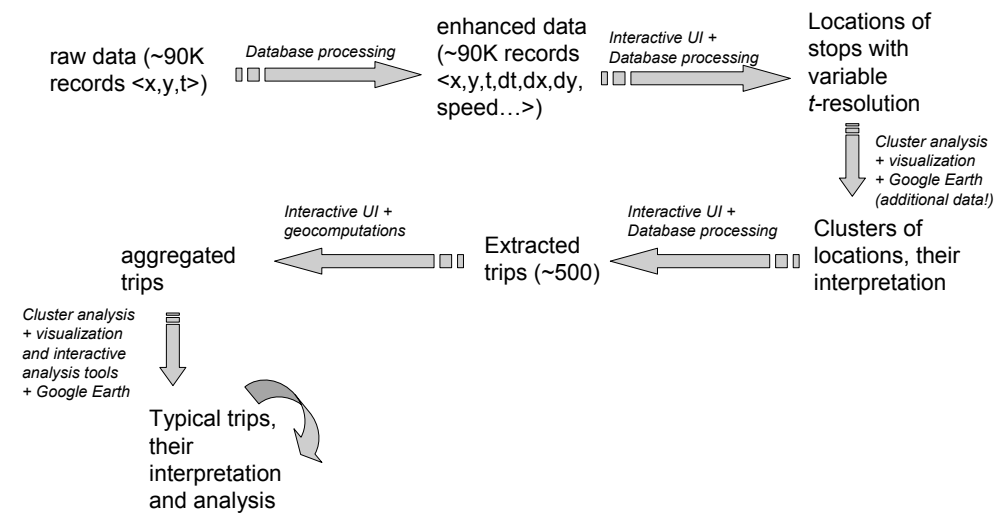 raw data (~90K
records <x,y,t>)
Database processing
enhanced data
(~90K records
<x,y,t,dt,dx,dy,
speed…>)
Interactive UI +
Database processing
Locations of
stops with
variable
t-resolution
Cluster analysis
+ visualization
+ Google Earth
(additional data!)
Clusters of
locations, their
interpretation
Interactive UI +
Database processing
Extracted
trips (~500)
Interactive UI +
geocomputations
aggregated
trips
Cluster analysis
+ visualization
and interactive
analysis tools
+ Google Earth
Typical trips,
their
interpretation
and analysis